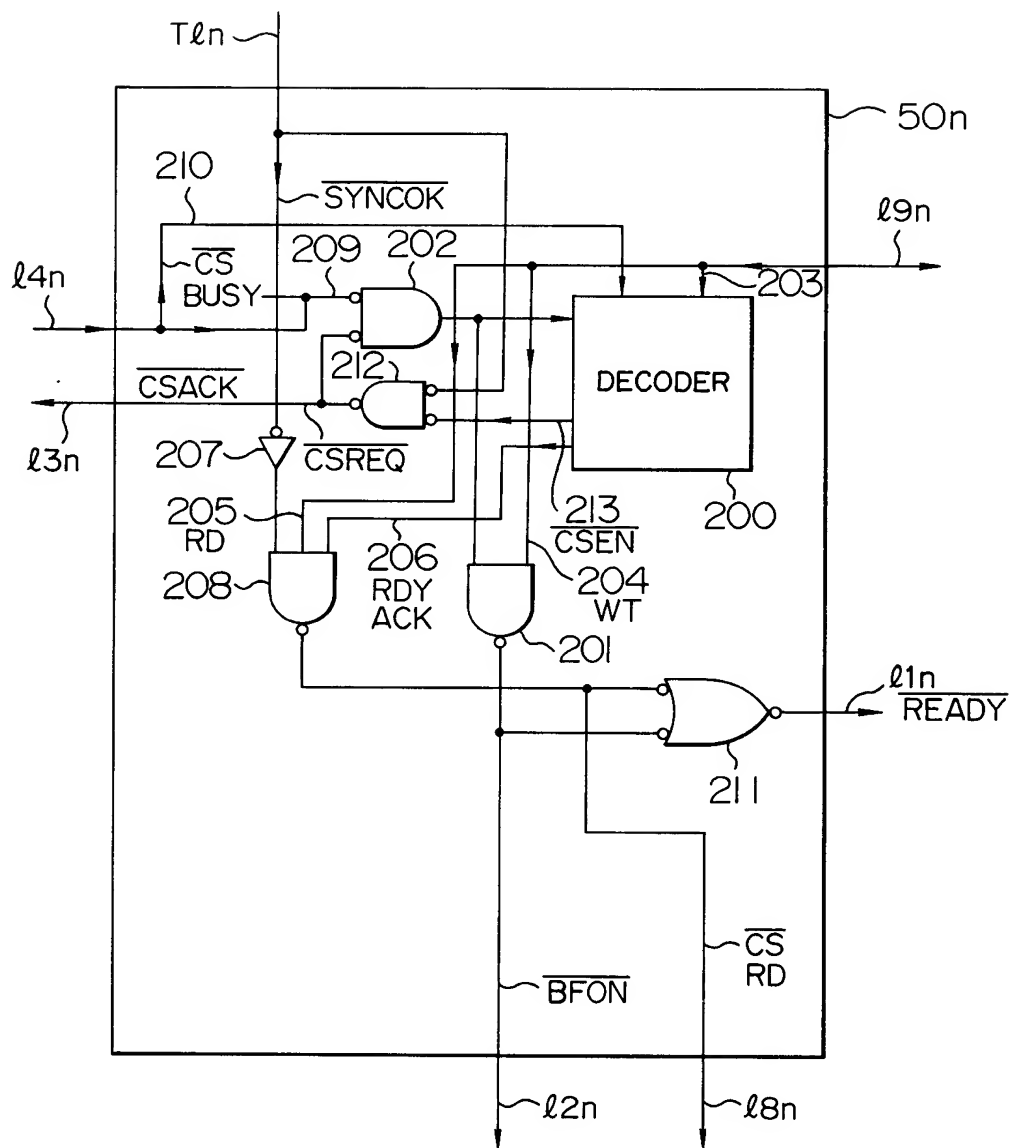 Tℓn
50n
210
SYNCOK
202
ℓ9n
209
CS
BUSY
203
ℓ4n
212
DECODER
CSACK
ℓ3n
207
CSREQ
200
205
RD
213
CSEN
206
RDY
ACK
204
WT
208
201
ℓ1n
READY
211
CS
RD
BFON
ℓ2n
ℓ8n